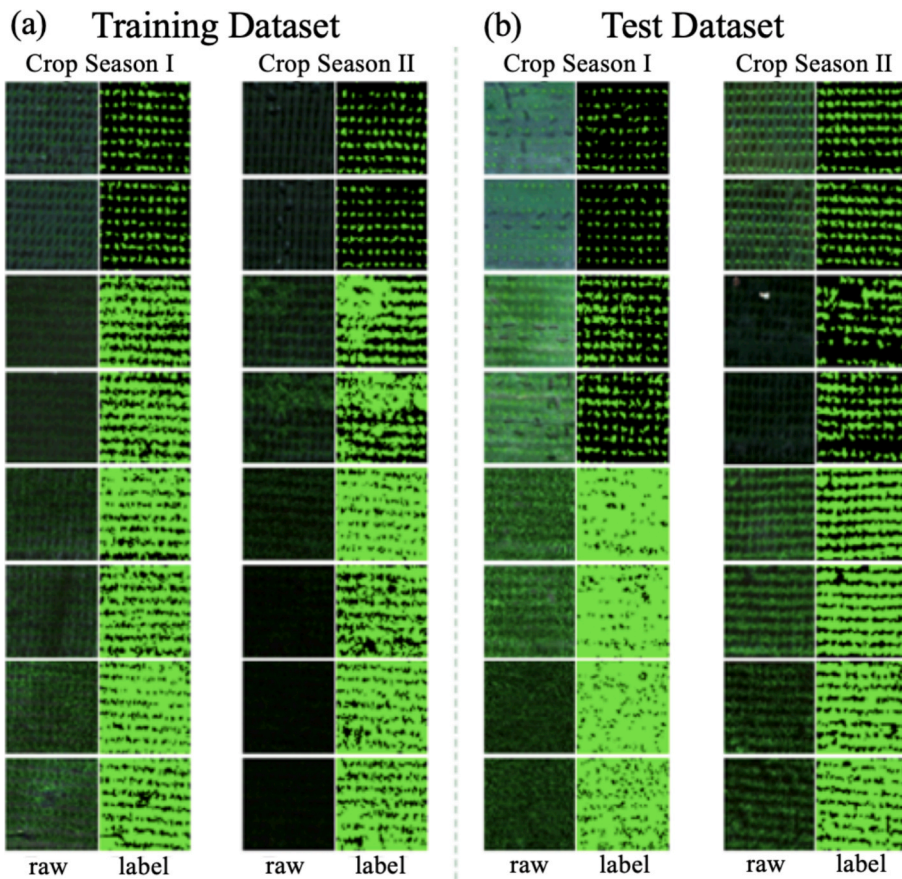 (a) Training Dataset (b) Test Dataset
Crop Season I Crop Season II Crop Season I Crop Season II
raw label raw label raw label raw label